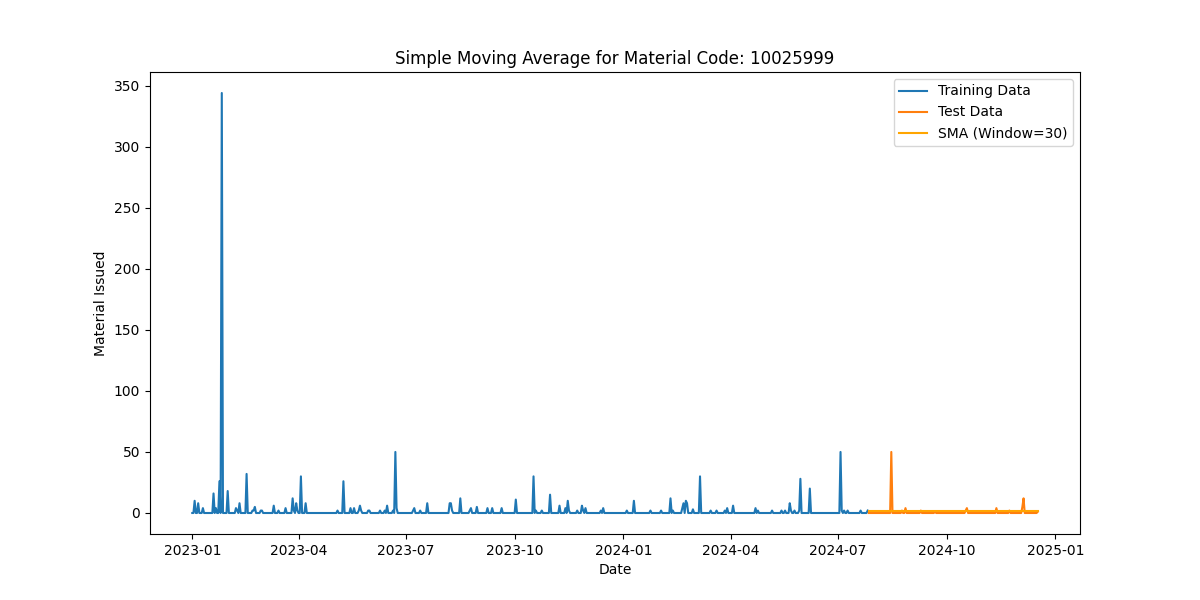 Simple Moving Average for Material Code: 10025999
Training Data
Test Data
SMA (Window=30)
350
300
250
200
150
100
50
0
Material Issued
2023-01 2023-04 2023-07 2023-10 2024-01 2024-04 2024-07 2024-10 2025-01
Date